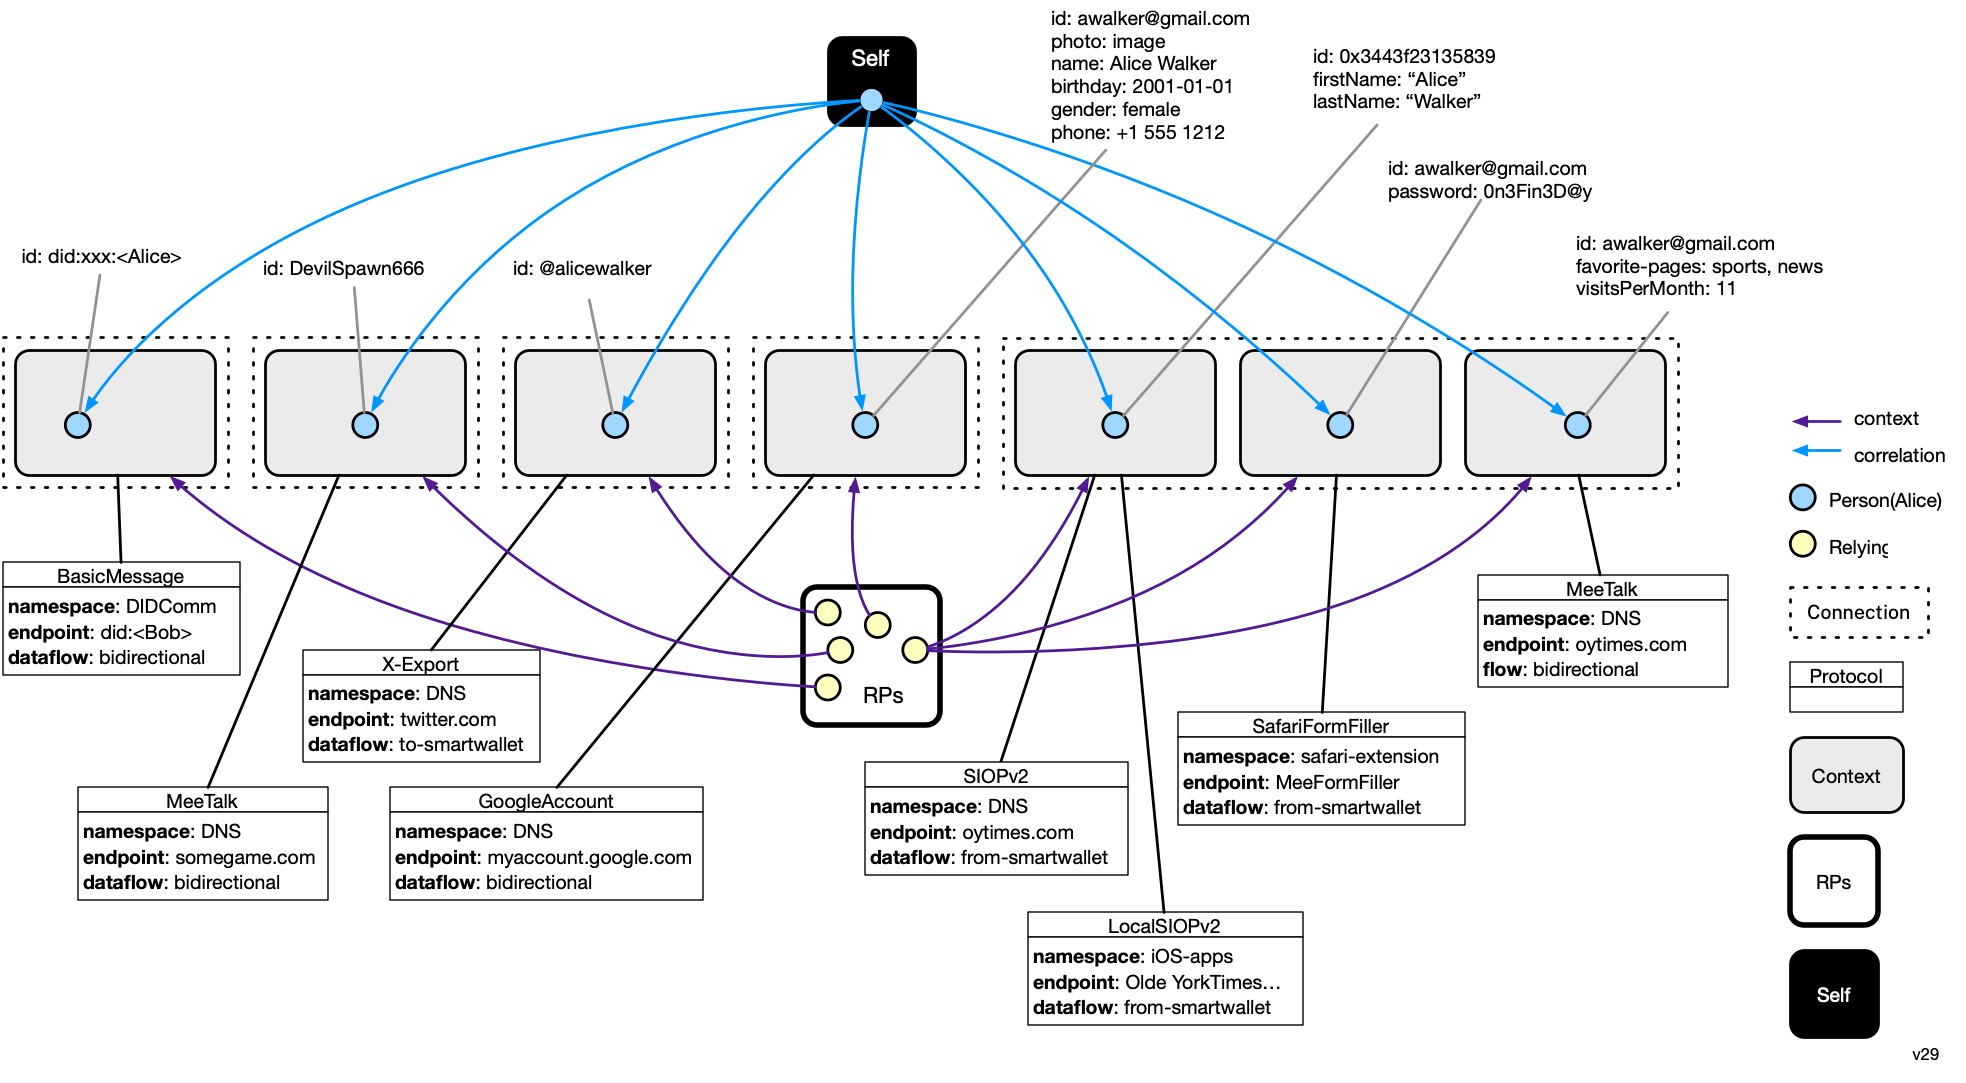 Self
id: awalker@gmail.com
photo: image
name: Alice Walker
birthday: 2001-01-01
gender: female
phone: +1 555 1212
id: 0x3443f23135839
firstName: “Alice”
lastName: “Walker”
id: awalker@gmail.com
password: 0n3Fin3D@y
id: awalker@gmail.com
favorite-pages: sports, news
visitsPerMonth: 11
id: did:xxx:<Alice>
id: DevilSpawn666
id: @alicewalker
BasicMessage
namespace: DIDComm
endpoint: did:<Bob>
dataflow: bidirectional
MeeTalk
namespace: DNS
endpoint: somegame.com
dataflow: bidirectional
X-Export
namespace: DNS
endpoint: twitter.com
dataflow: to-smartwallet
GoogleAccount
namespace: DNS
endpoint: myaccount.google.com
dataflow: bidirectional
RPs
SIOPv2
namespace: DNS
endpoint: oytimes.com
dataflow: from-smartwallet
LocalSIOPv2
namespace: iOS-apps
endpoint: Olde YorkTimes...
dataflow: from-smartwallet
SafariFormFiller
namespace: safari-extension
endpoint: MeeFormFiller
dataflow: from-smartwallet
MeeTalk
namespace: DNS
endpoint: oytimes.com
flow: bidirectional
context
correlation
Person(Alice)
Relying
Connection
Protocol
Context
RPs
Self
v29